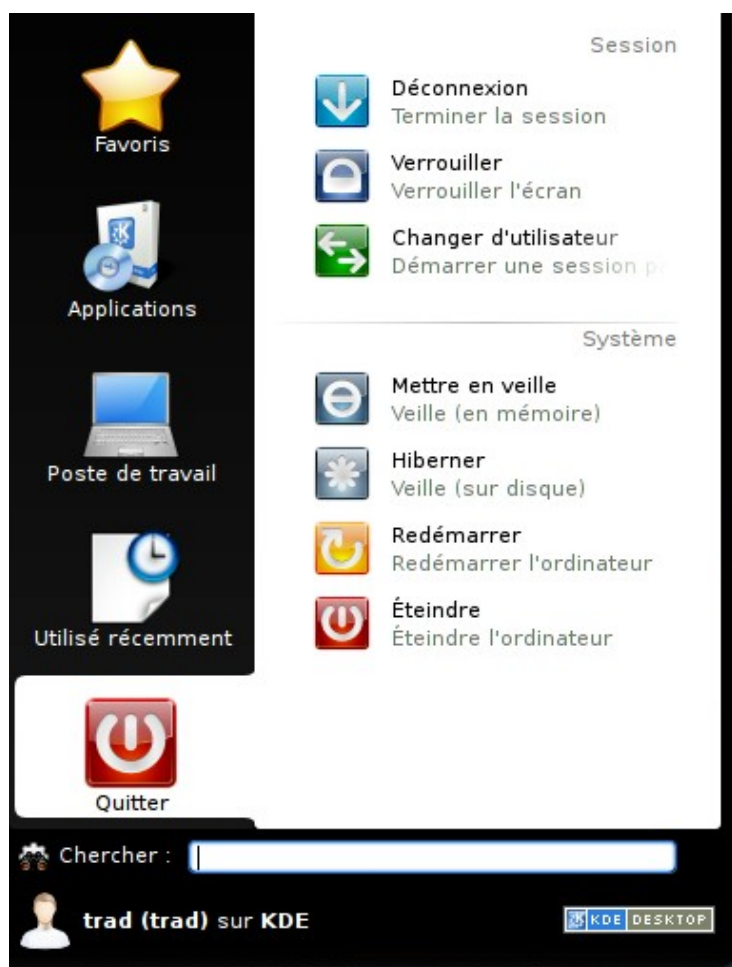 Favoris
Applications
Poste de travail
Utilisé récemment
Quitter
Session
Déconnexion
Terminer la session
Verrouiller
Verrouiller l'écran
Changer d'utilisateur
Démarrer une session
Système
Mettre en veille
Veille (en mémoire)
Hiberner
Veille (sur disque)
Redémarrer
Redémarrer l'ordinateur
Éteindre
Éteindre l'ordinateur
Chercher :
trad (trad) sur KDE
KDE DESKTOP